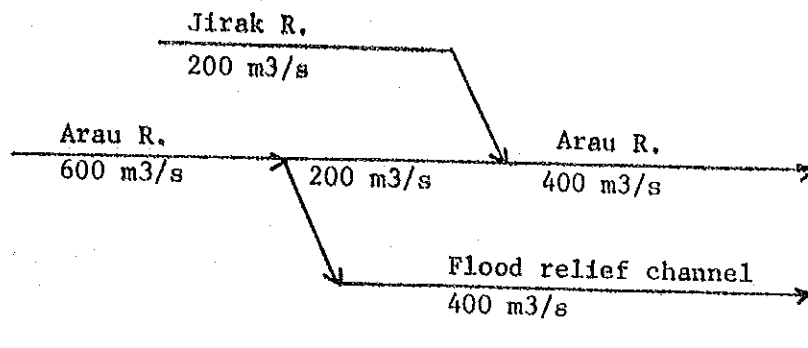 Jirak R.
200 m3/s
Arau R.
600 m3/s
200 m3/s
Arau R.
400 m3/s
Flood relief channel
400 m3/s